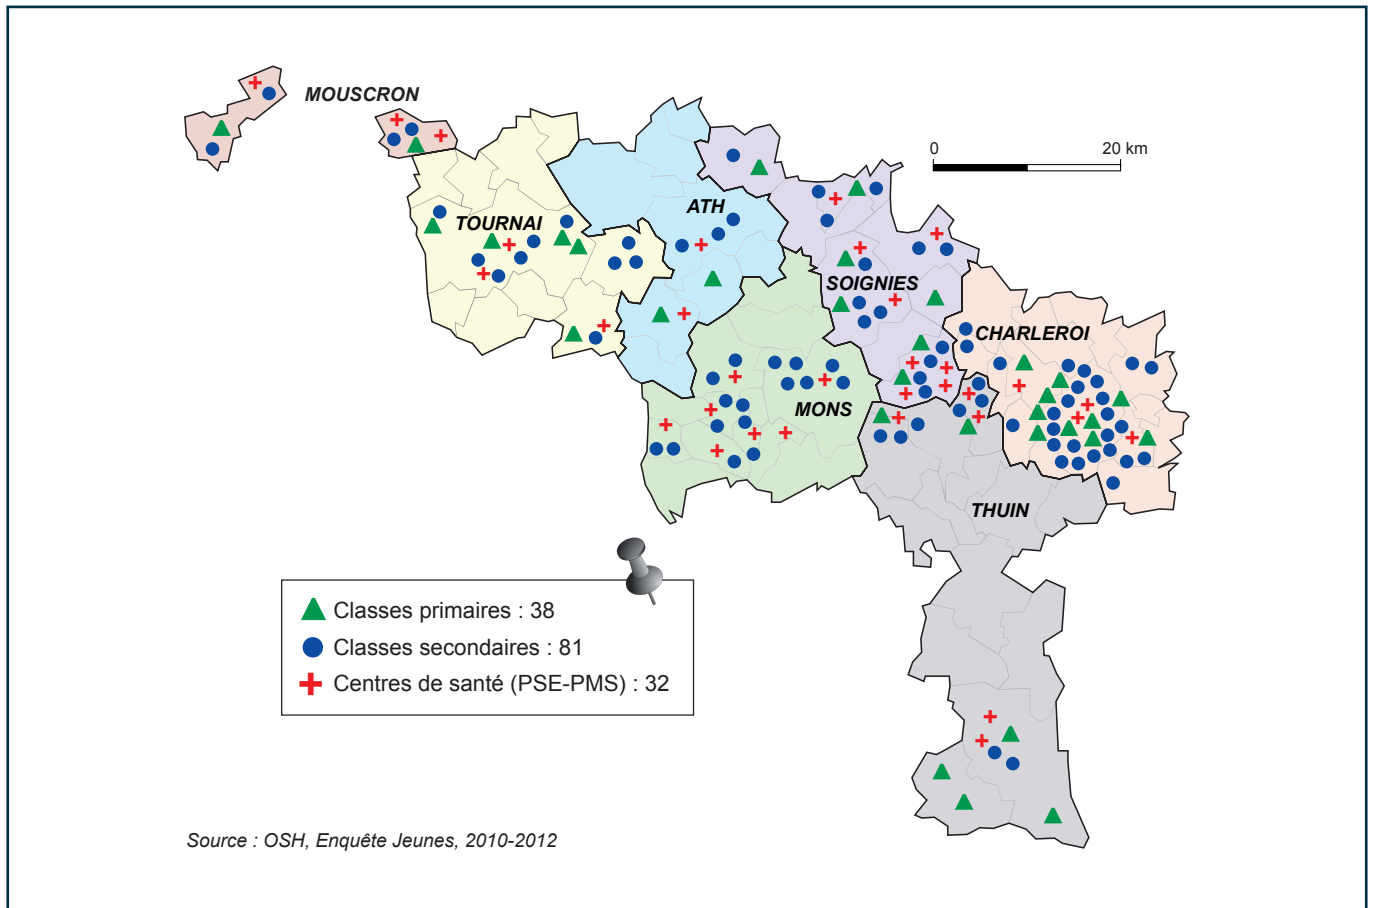 MOUSCRON
0 20 km
ATH
TOURNAI
SOIGNIES
CHARLEROI
MONS
THUIN
Classes primaires : 38
Classes secondaires : 81
Centres de santé (PSE-PMS) : 32
Source : OSH, Enquête Jeunes, 2010-2012